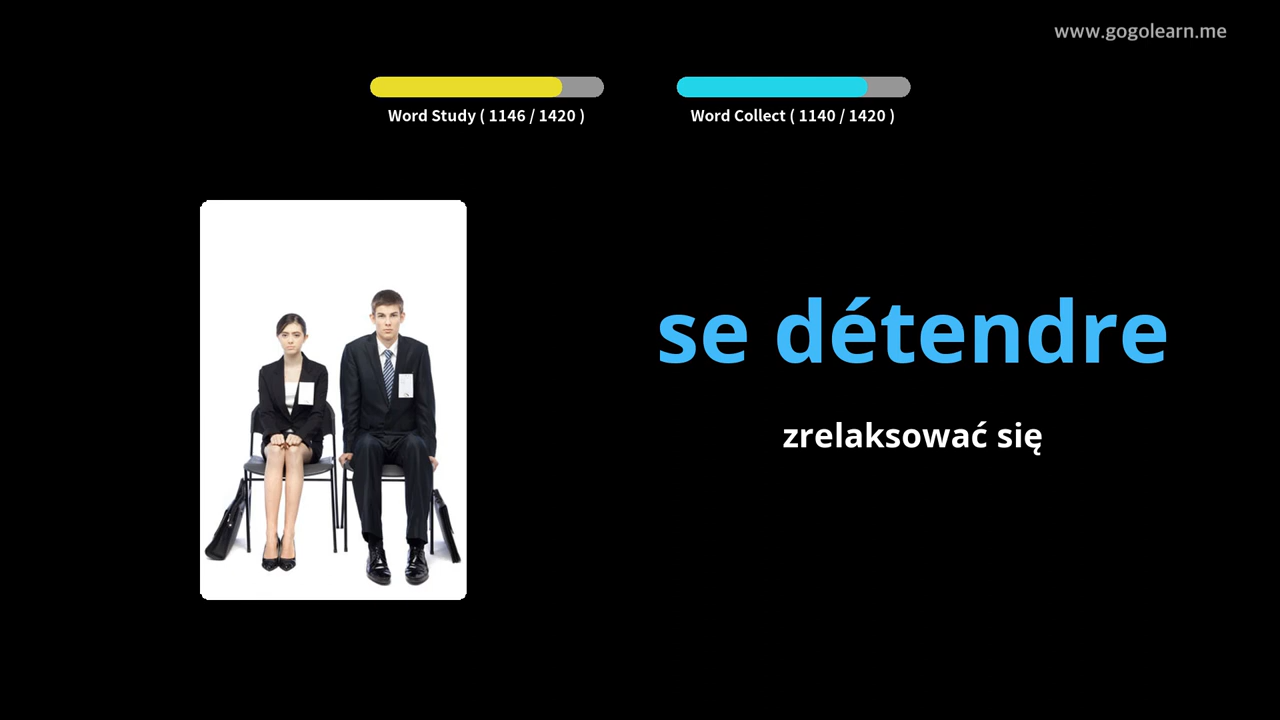 www.gogolearn.me
Word Study ( 1146 / 1420 )
Word Collect ( 1140 / 1420 )
se détendre
zrelaksować się